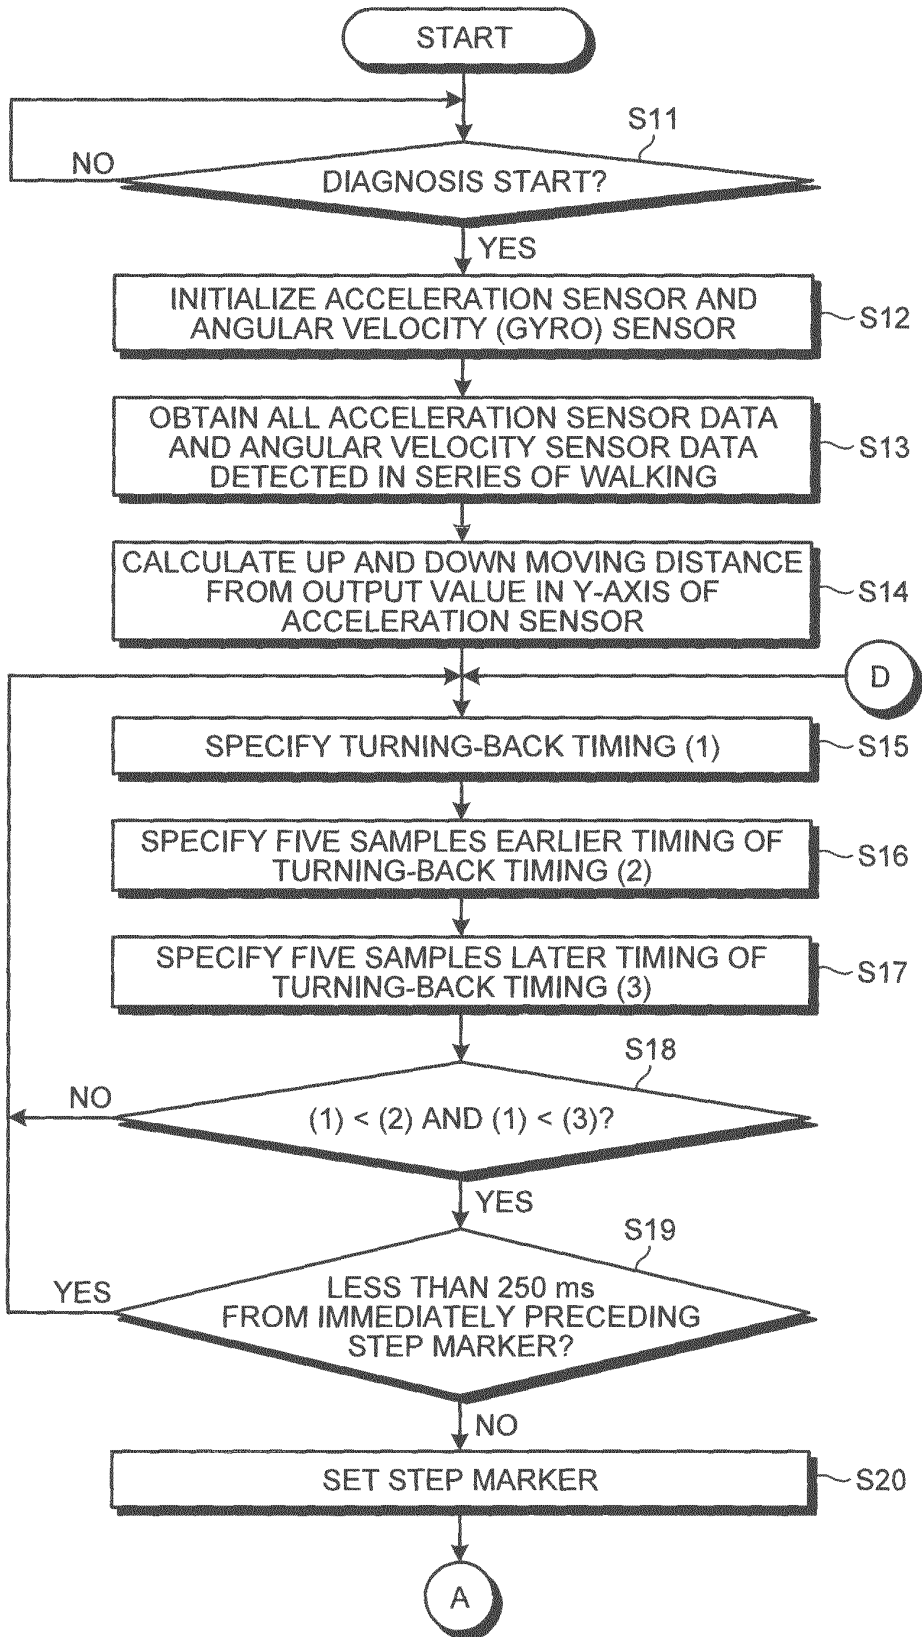 START
S11
NO
DIAGNOSIS START?
YES
INITIALIZE ACCELERATION SENSOR AND
ANGULAR VELOCITY (GYRO) SENSOR
S12
OBTAIN ALL ACCELERATION SENSOR DATA
AND ANGULAR VELOCITY SENSOR DATA
DETECTED IN SERIES OF WALKING
S13
CALCULATE UP AND DOWN MOVING DISTANCE
FROM OUTPUT VALUE IN Y-AXIS OF
ACCELERATION SENSOR
S14
D
SPECIFY TURNING-BACK TIMING (1)
S15
SPECIFY FIVE SAMPLES EARLIER TIMING OF
TURNING-BACK TIMING (2)
S16
SPECIFY FIVE SAMPLES LATER TIMING OF
TURNING-BACK TIMING (3)
S17
S18
NO
(1) < (2) AND (1) < (3)?
YES
S19
YES
LESS THAN 250 ms
FROM IMMEDIATELY PRECEDING
STEP MARKER?
NO
SET STEP MARKER
S20
A